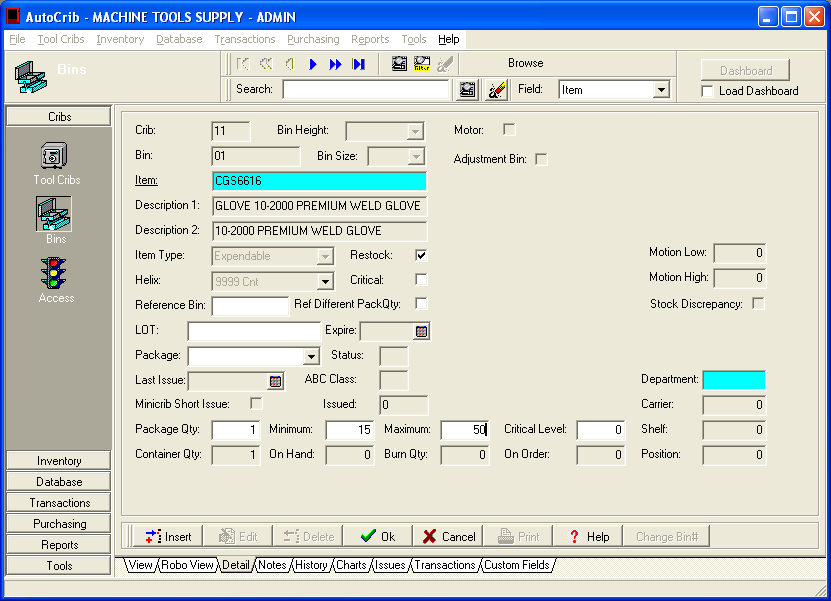 AutoCrib - MACHINE TOOLS SUPPLY - ADMIN
File Tool Cribs Inventory Database Transactions Purchasing Reports Tools Help
Bins
Browse
Dashboard
Search: Field: Item
Load Dashboard
Cribs
Tool Cribs
Bins
Access
Inventory
Database
Transactions
Purchasing
Reports
Tools
Crib: 11 Bin Height: Motor:
Bin: 01 Bin Size: Adjustment Bin:
Item: CGS6616
Description 1: GLOVE 10-2000 PREMIUM WELD GLOVE
Description 2: 10-2000 PREMIUM WELD GLOVE
Item Type: Expendable Restock: Motion Low: 0
Helix: 9999 Cnt Critical: Motion High: 0
Reference Bin: Ref Different PackQty: Stock Discrepancy:
LOT: Expire:
Package: Status:
Last Issue: ABC Class: Department:
Minicrib Short Issue: Issued: 0 Carrier: 0
Package Qty: 1 Minimum: 15 Maximum: 50 Critical Level: 0 Shelf: 0
Container Qty: 1 On Hand: 0 Burn Qty: 0 On Order: 0 Position: 0
Insert Edit Delete Ok Cancel Print Help Change Bin#
View Robo View Detail Notes History Charts Issues Transactions Custom Fields